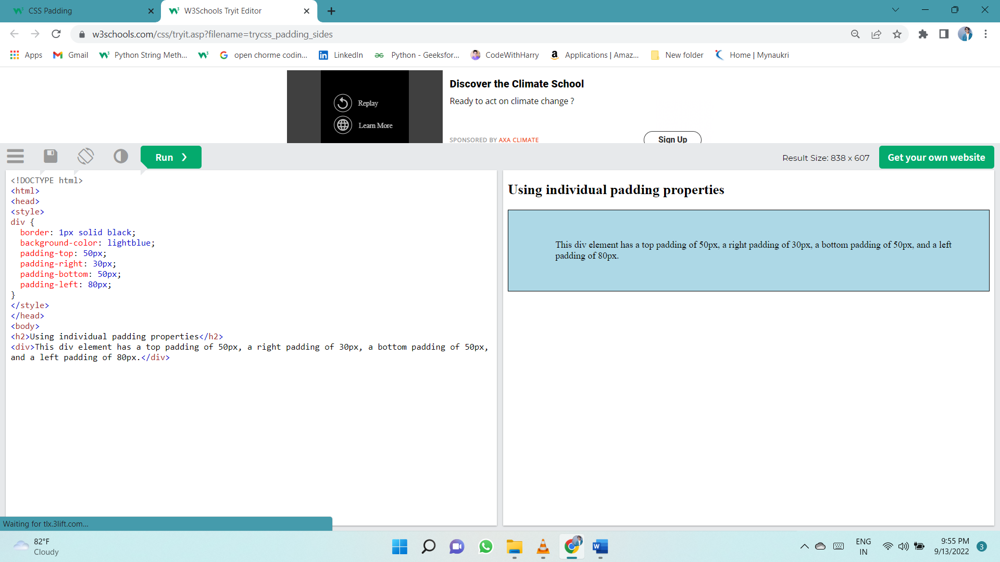 CSS Padding
W3Schools Tryit Editor
w3schools.com/css/tryit.asp?filename=trycss_padding_sides
Apps
Gmail
Python String Meth...
open chorme codin...
LinkedIn
Python - Geeksfor...
CodeWithHarry
Applications | Amaz...
New folder
Home | Mynaukri
Replay
Learn More
Discover the Climate School
Ready to act on climate change ?
SPONSORED BY AXA CLIMATE
Sign Up
Run ❯
Result Size: 838 x 607
Get your own website
<!DOCTYPE html>
<html>
<head>
<style>
div {
  border: 1px solid black;
  background-color: lightblue;
  padding-top: 50px;
  padding-right: 30px;
  padding-bottom: 50px;
  padding-left: 80px;
}
</style>
</head>
<body>
<h2>Using individual padding properties</h2>
<div>This div element has a top padding of 50px, a right padding of 30px, a bottom padding of 50px,
and a left padding of 80px.</div>
Using individual padding properties
This div element has a top padding of 50px, a right padding of 30px, a bottom padding of 50px, and a left
padding of 80px.
Waiting for tlx.3lift.com...
82°F
Cloudy
ENG
IN
9:55 PM
9/13/2022
3